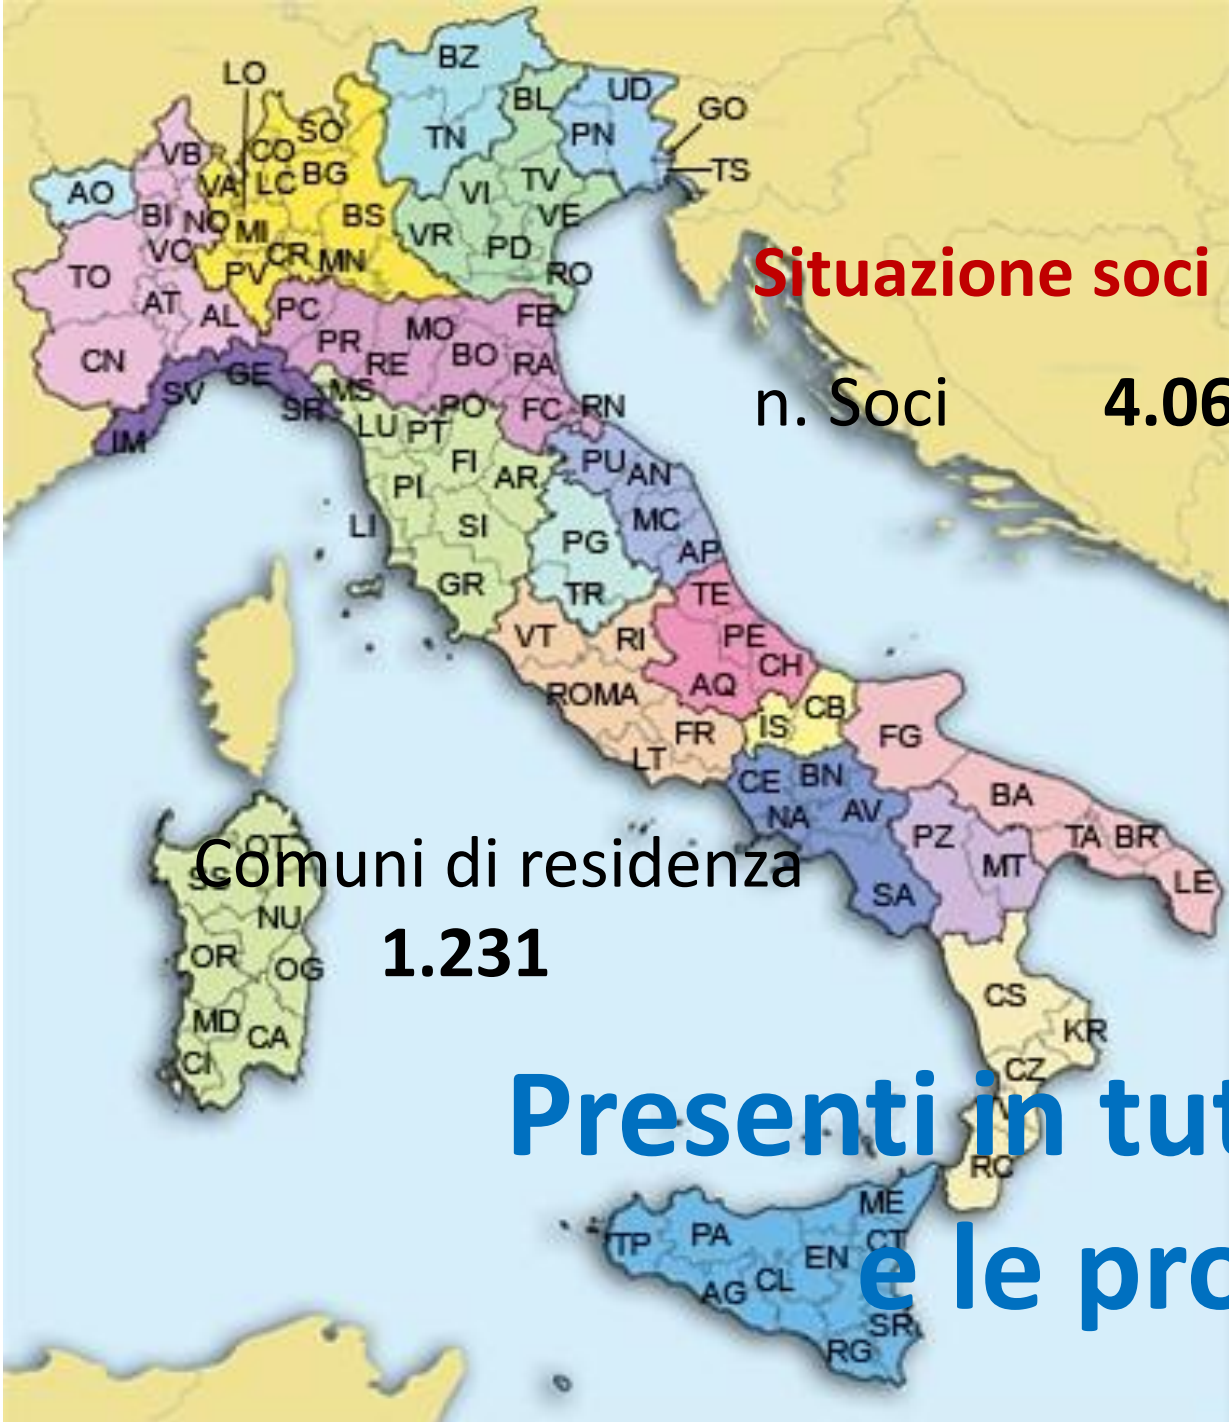 BZ
LO
UD
BL
GO
SO
TN
PN
CO
VB
TS
BG
VA
LC
TV
AO
VI
BS
VE
BI
NO
MI
VR
PD
CR
MN
TO
PV
RO
Situazione soci
AT
PC
AL
FE
MO
PR
BO
CN
RE
RA
GE
SV
MS
n. Soci 4.06
PO
FC
RN
LU
PT
IM
FI
PU
AN
AR
PI
LI
SI
MC
PG
AP
GR
TR
TE
VT
RI
PE
CH
AQ
ROMA
CB
IS
FR
FG
LT
CE
BN
BA
NA
AV
PZ
TA
BR
OT
MT
Comuni di residenza
SS
LE
SA
NU
OR
OG
1.231
CS
MD
CA
KR
CI
CZ
Presenti in tut
RC
ME
PA
TP
CT
EN
e le pro
CL
AG
SR
RG